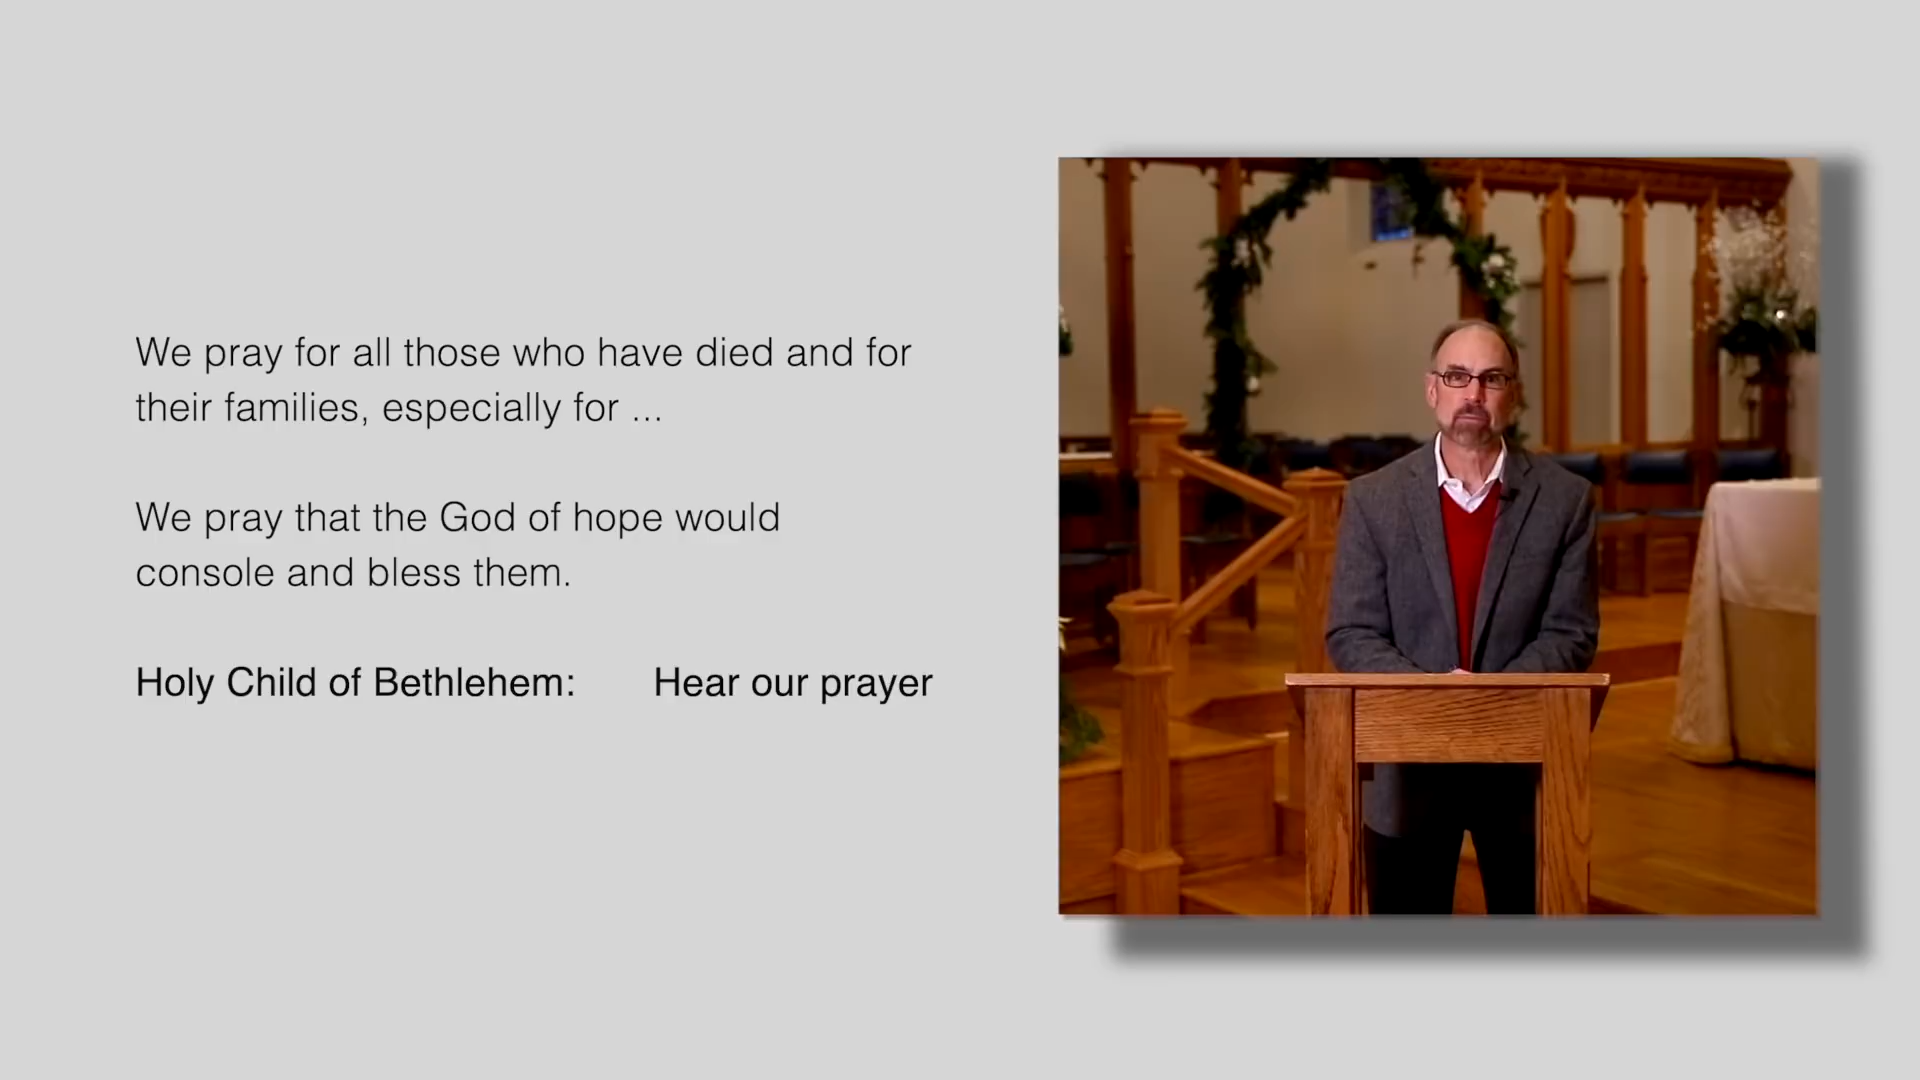 We pray for all those who have died and for
their families, especially for ...
We pray that the God of hope would
console and bless them.
Holy Child of Bethlehem: Hear our prayer